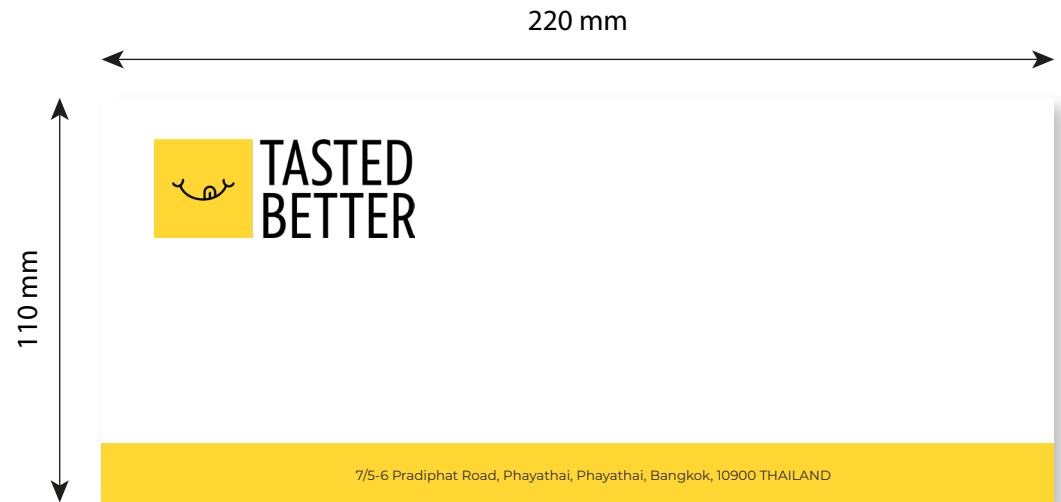 220 mm
110 mm
TASTED
BETTER
7/5-6 Pradiphat Road, Phayathai, Phayathai, Bangkok, 10900 THAILAND